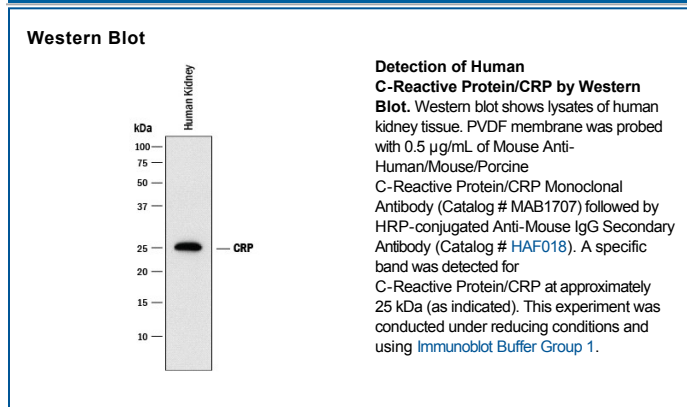 Western Blot
Human Kidney
kDa
100
75
50
37
25
20
15
10
CRP
Detection of Human
C-Reactive Protein/CRP by Western
Blot. Western blot shows lysates of human
kidney tissue. PVDF membrane was probed
with 0.5 µg/mL of Mouse Anti-
Human/Mouse/Porcine
C-Reactive Protein/CRP Monoclonal
Antibody (Catalog # MAB1707) followed by
HRP-conjugated Anti-Mouse IgG Secondary
Antibody (Catalog # HAF018). A specific
band was detected for
C-Reactive Protein/CRP at approximately
25 kDa (as indicated). This experiment was
conducted under reducing conditions and
using Immunoblot Buffer Group 1.